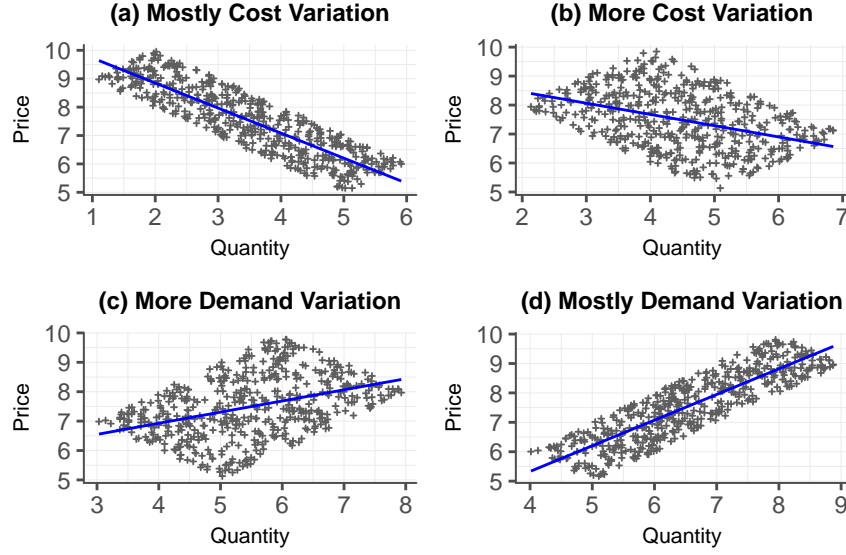 (a) Mostly Cost Variation
(b) More Cost Variation
10
9
8
7
6
5
Price
1 2 3 4 5 6
Quantity
10
9
8
7
6
5
Price
2 3 4 5 6 7
Quantity
(c) More Demand Variation
(d) Mostly Demand Variation
10
9
8
7
6
5
Price
3 4 5 6 7 8
Quantity
10
9
8
7
6
5
Price
4 5 6 7 8 9
Quantity